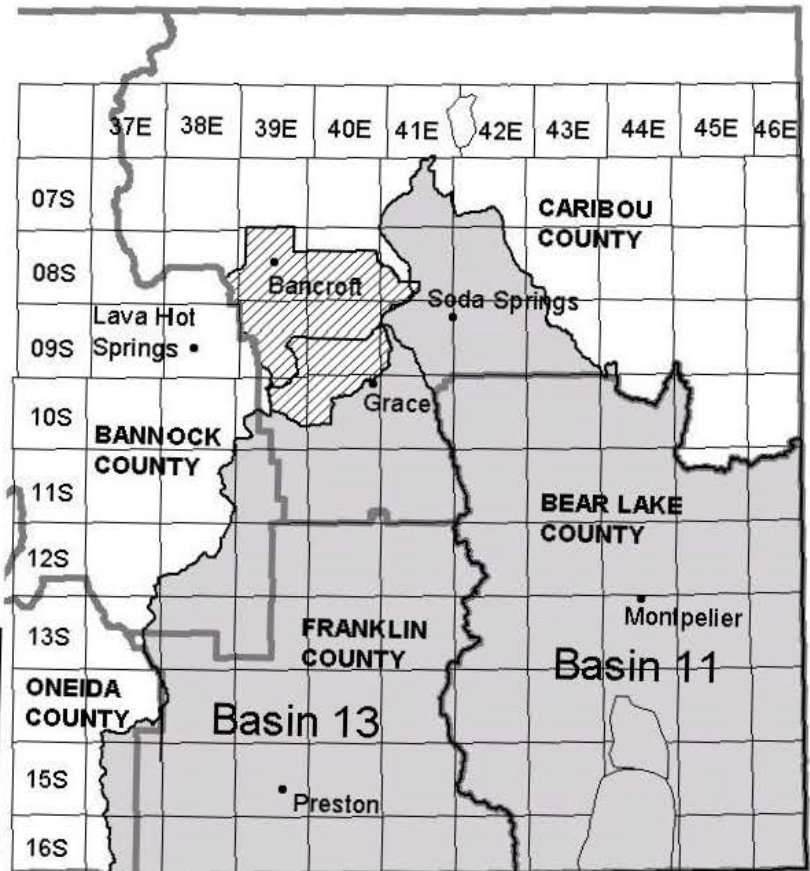 37E 38E 39E 40E 41E 42E 43E 44E 45E 46E
07S
CARIBOU
COUNTY
08S
Bancroft
Soda Springs
Lava Hot
Springs
09S
Grace
10S
BANNOCK
COUNTY
11S
BEAR LAKE
COUNTY
12S
Montpelier
13S
FRANKLIN
COUNTY
Basin 11
ONEIDA
COUNTY
Basin 13
15S
Preston
16S